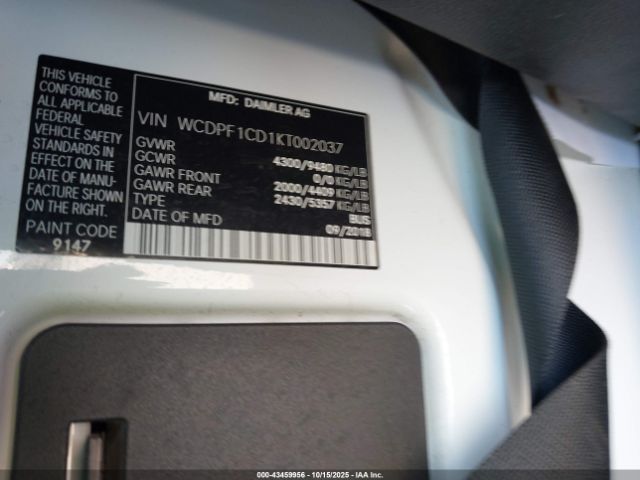 THIS VEHICLE
CONFORMS TO
ALL APPLICABLE
FEDERAL
VEHICLE SAFETY
STANDARDS IN
EFFECT ON THE
DATE OF MANU-
FACTURE SHOWN
ON THE RIGHT.
PAINT CODE
9147
MFD: DAIMLER AG
VIN WCDPF1CD1KT002037
GVWR 4300/9480 KG/LB
GCWR 0/0 KG/LB
GAWR FRONT 2000/4409 KG/LB
GAWR REAR 2430/5357 KG/LB
TYPE BUS
DATE OF MFD 09/2018
000-43459956 - 10/15/2025 - IAA Inc.